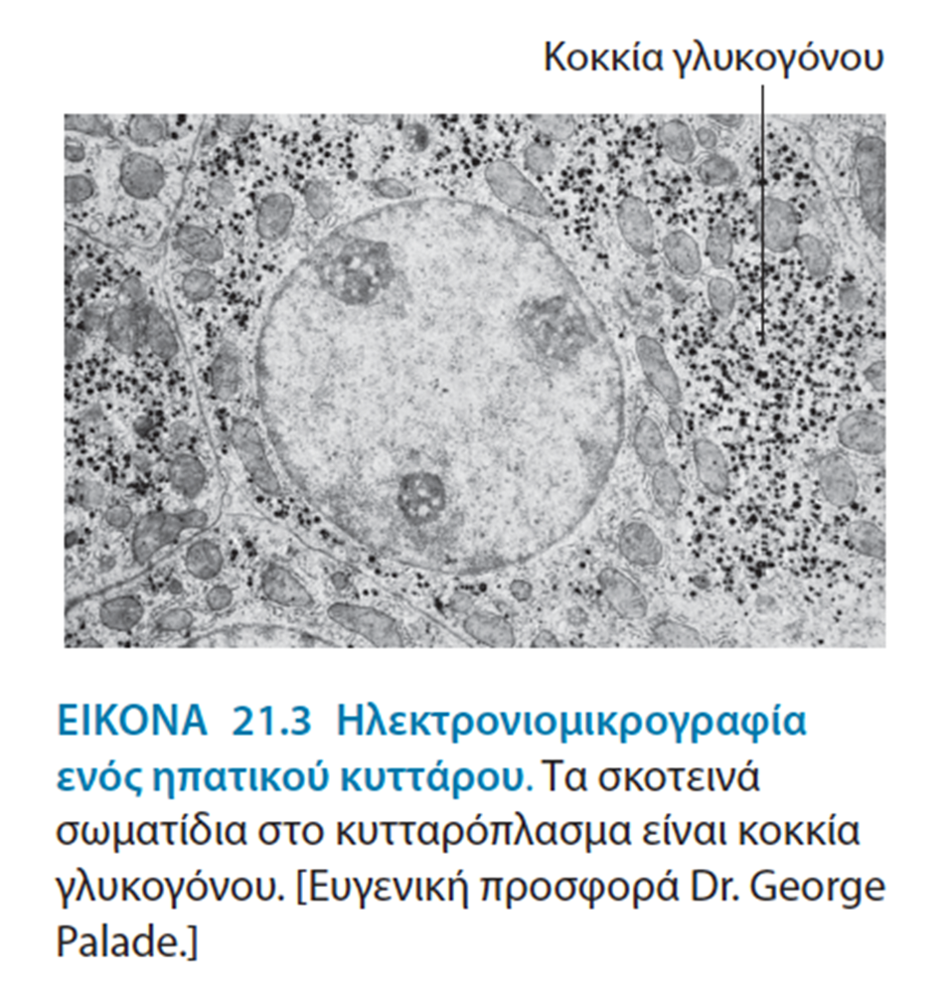 Κοκκία γλυκογόνου
ΕΙΚΟΝΑ 21.3 Ηλεκτρονιομικρογραφία
ενός ηπατικού κυττάρου. Τα σκοτεινά
σωματίδια στο κυτταρόπλασμα είναι κοκκία
γλυκογόνου. [Ευγενική προσφορά Dr. George
Palade.]